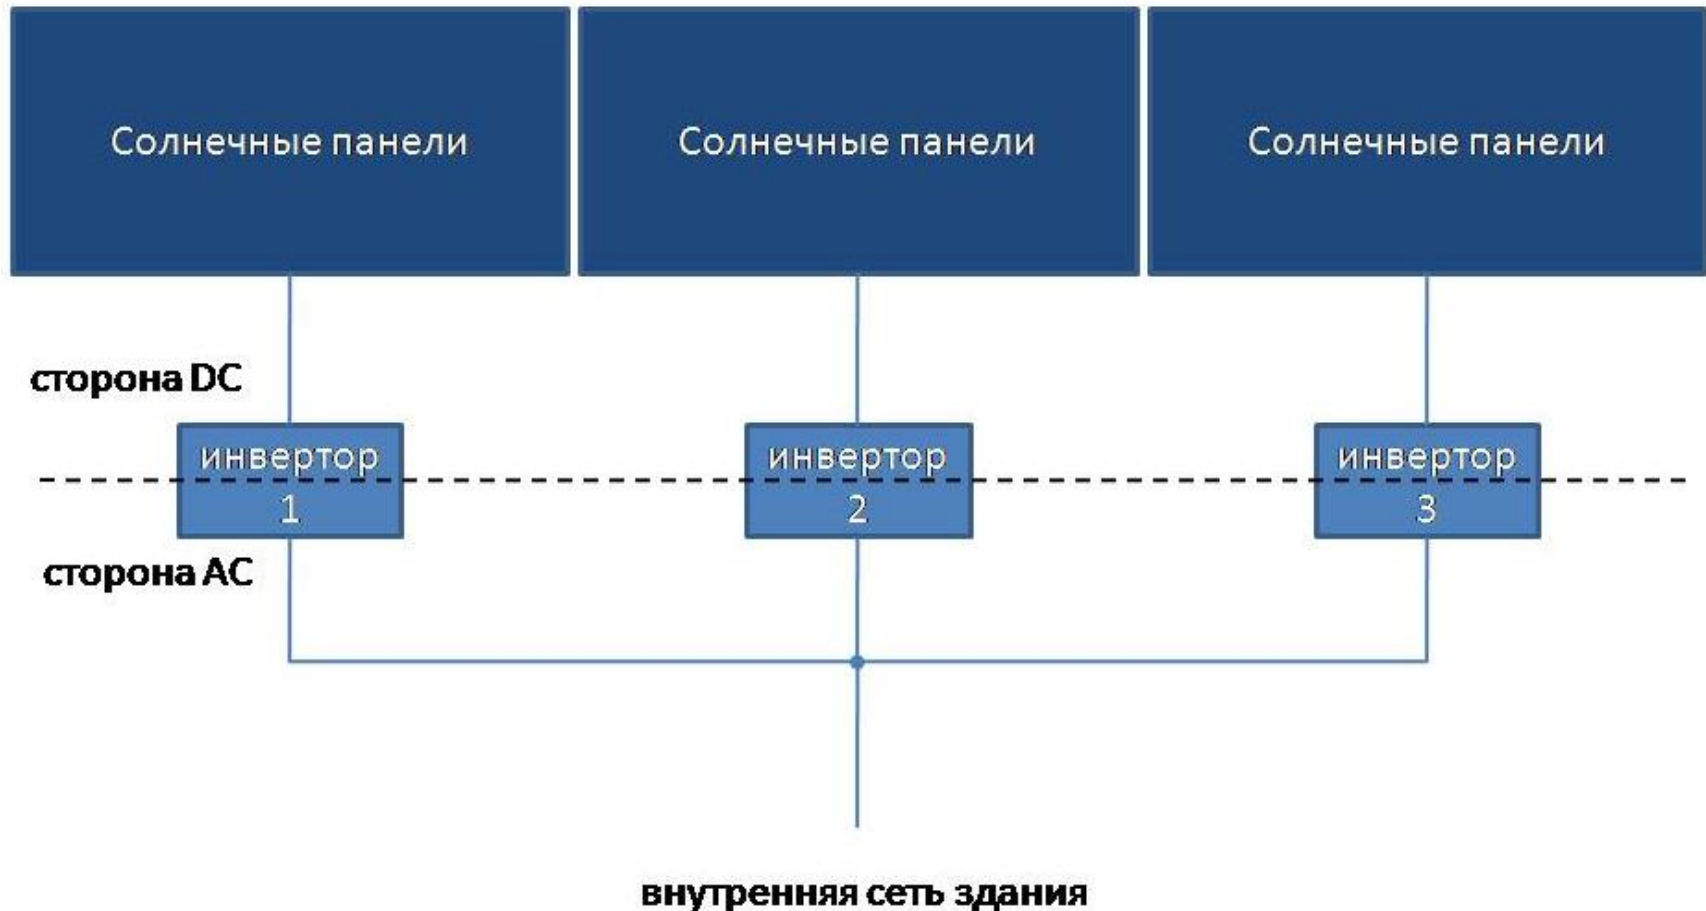 Солнечные панели
Солнечные панели
Солнечные панели
сторона DC
инвертор
1
инвертор
2
инвертор
3
сторона AC
внутренняя сеть здания